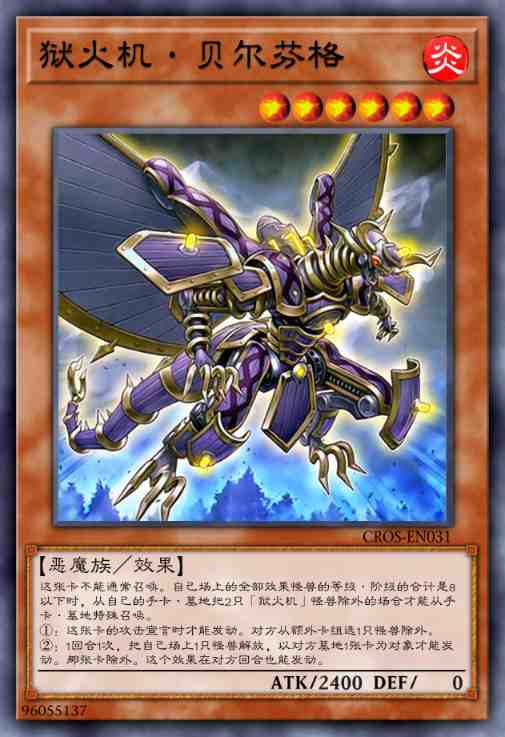 狱火机·贝尔芬格
炎
CROS-EN031
【恶魔族／效果】
这张卡不能通常召唤。自己场上的全部效果怪兽的等级·阶级的合计是8
以下时，从自己的手卡·墓地把2只「狱火机」怪兽除外的场合才能从手
卡·墓地特殊召唤。
①：这张卡的攻击宣言时才能发动。对方从额外卡组选1只怪兽除外。
②：1回合1次，把自己场上1只怪兽解放，以对方墓地1张卡为对象才能发
动。那张卡除外。这个效果在对方回合也能发动。
ATK/2400 DEF/ 0
96055137